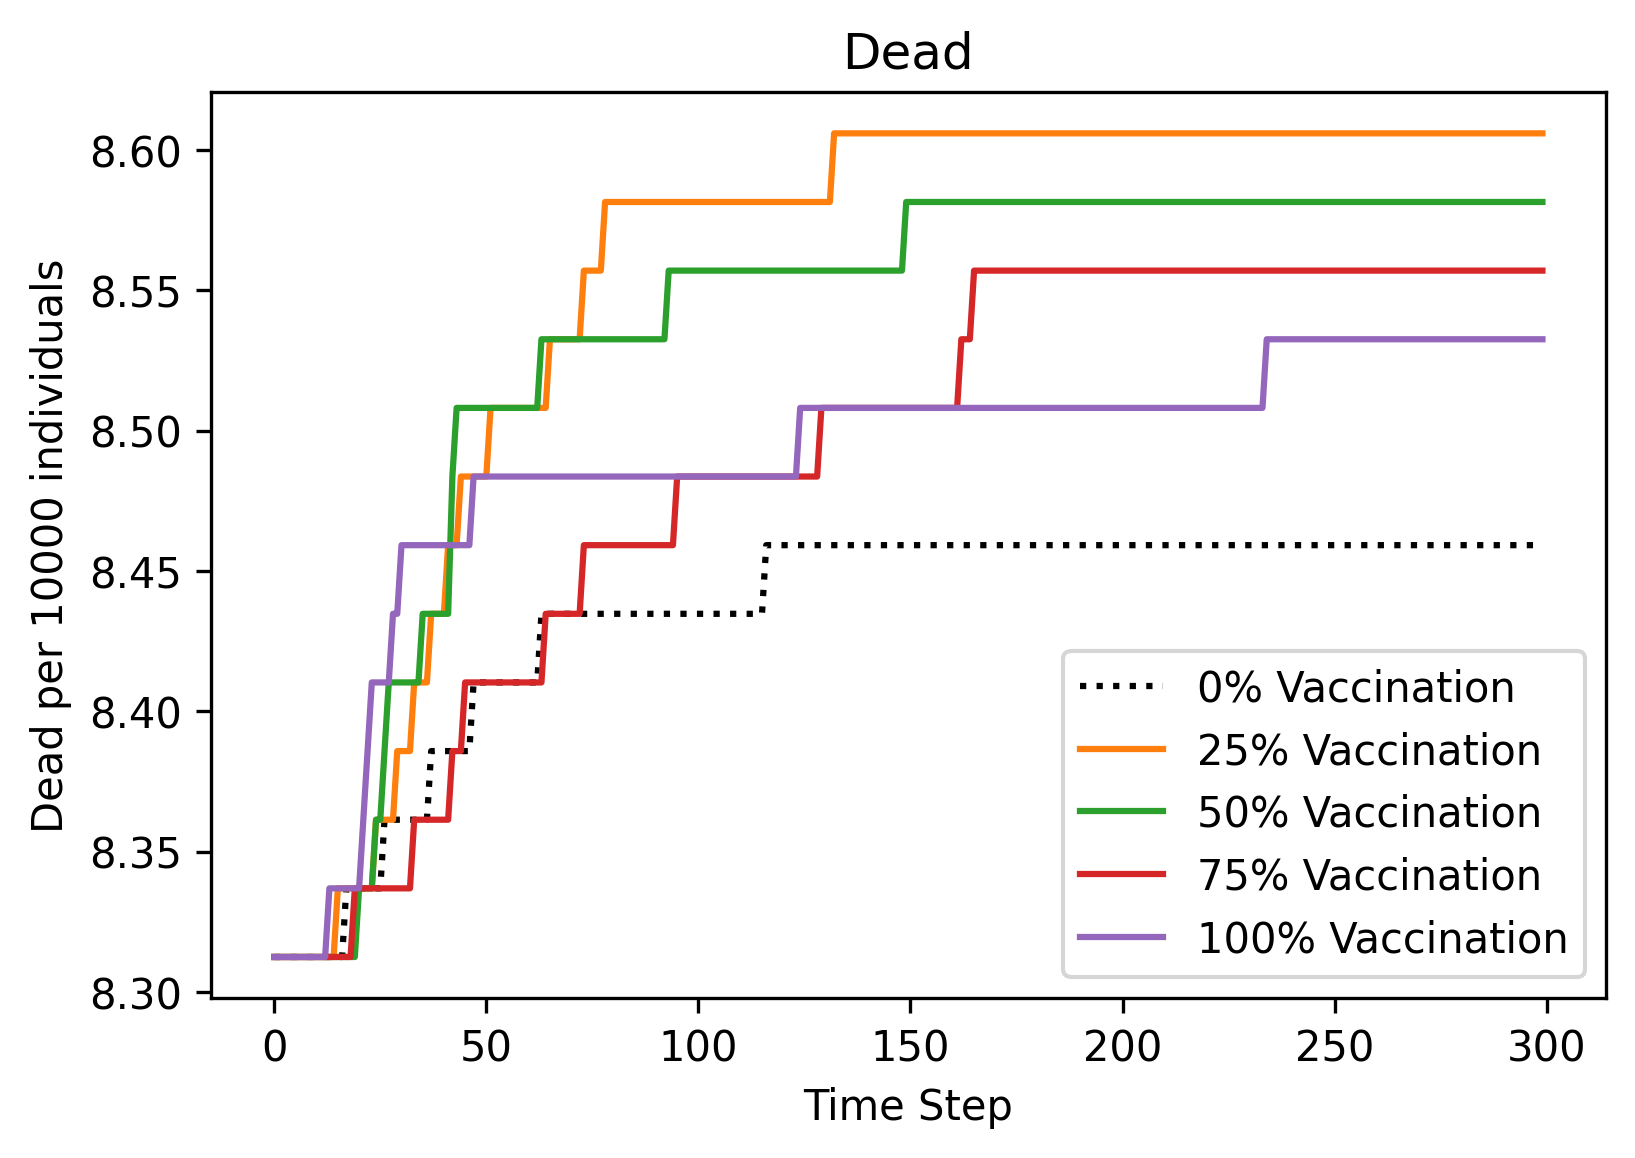 Dead
Dead per 10000 individuals
8.60
8.55
8.50
8.45
8.40
8.35
8.30
0% Vaccination
25% Vaccination
50% Vaccination
75% Vaccination
100% Vaccination
0 50 100 150 200 250 300
Time Step